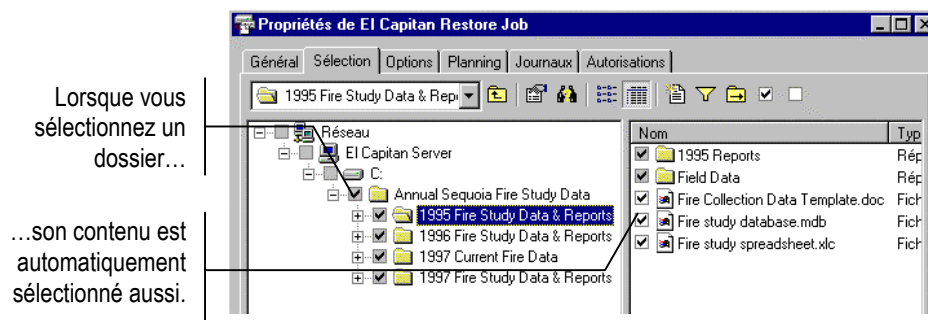 Propriétés de El Capitan Restore Job
Général Sélection Options Planning Journaux Autorisations
1995 Fire Study Data & Rep
Lorsque vous
sélectionnez un
dossier…
…son contenu est
automatiquement
sélectionné aussi.
Réseau
El Capitan Server
C:
Annual Sequoia Fire Study Data
1995 Fire Study Data & Reports
1996 Fire Study Data & Reports
1997 Current Fire Data
1997 Fire Study Data & Reports
Nom Typ
1995 Reports Rép
Field Data Rép
Fire Collection Data Template.doc Fich
Fire study database.mdb Fich
Fire study spreadsheet.xlc Fich